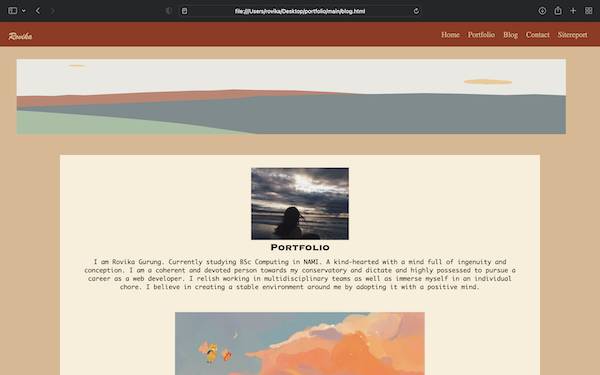 file:///Users/rovika/Desktop/portfolio/main/blog.html
Rovika
Home Portfolio Blog Contact Sitereport
Portfolio
I am Rovika Gurung. Currently studying BSc Computing in NAMI. A kind-hearted with a mind full of ingenuity and
conception. I am a coherent and devoted person towards my conservatory and dictate and highly possessed to pursue a
career as a web developer. I relish working in multidisciplinary teams as well as immerse myself in an individual
chore. I believe in creating a stable environment around me by adopting it with a positive mind.